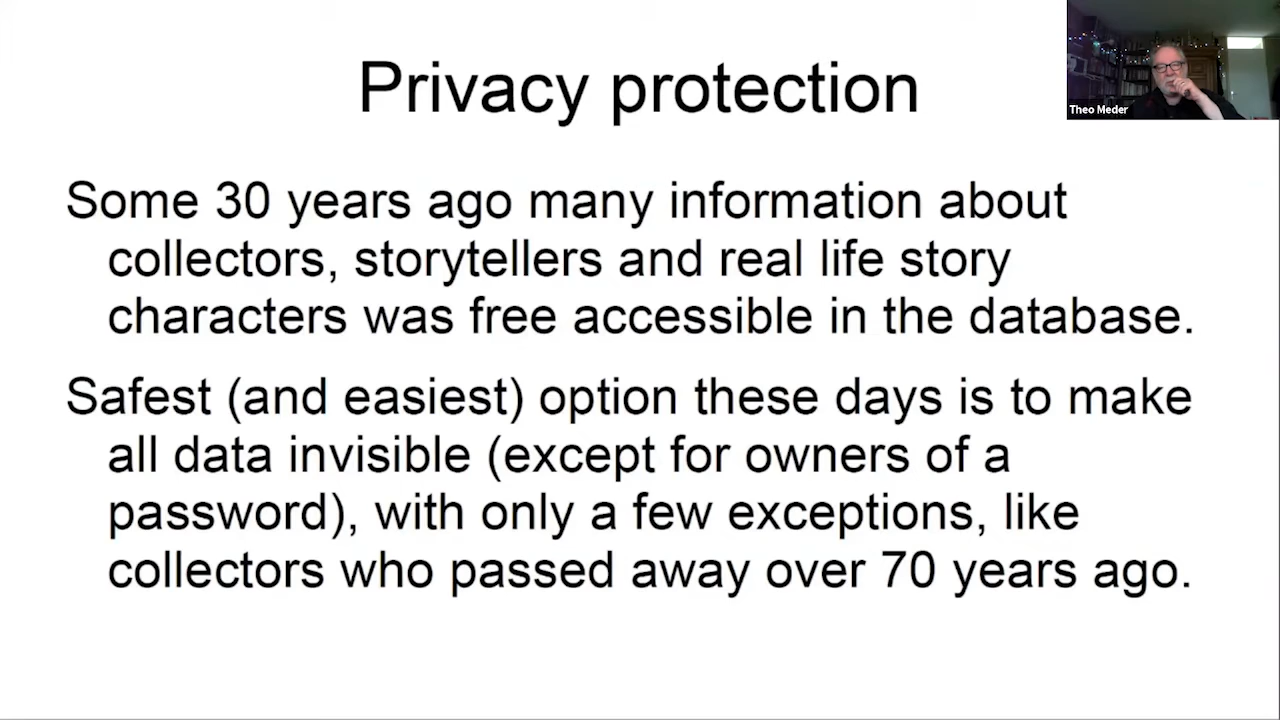 Privacy protection
Theo Meder
Some 30 years ago many information about
collectors, storytellers and real life story
characters was free accessible in the database.
Safest (and easiest) option these days is to make
all data invisible (except for owners of a
password), with only a few exceptions, like
collectors who passed away over 70 years ago.